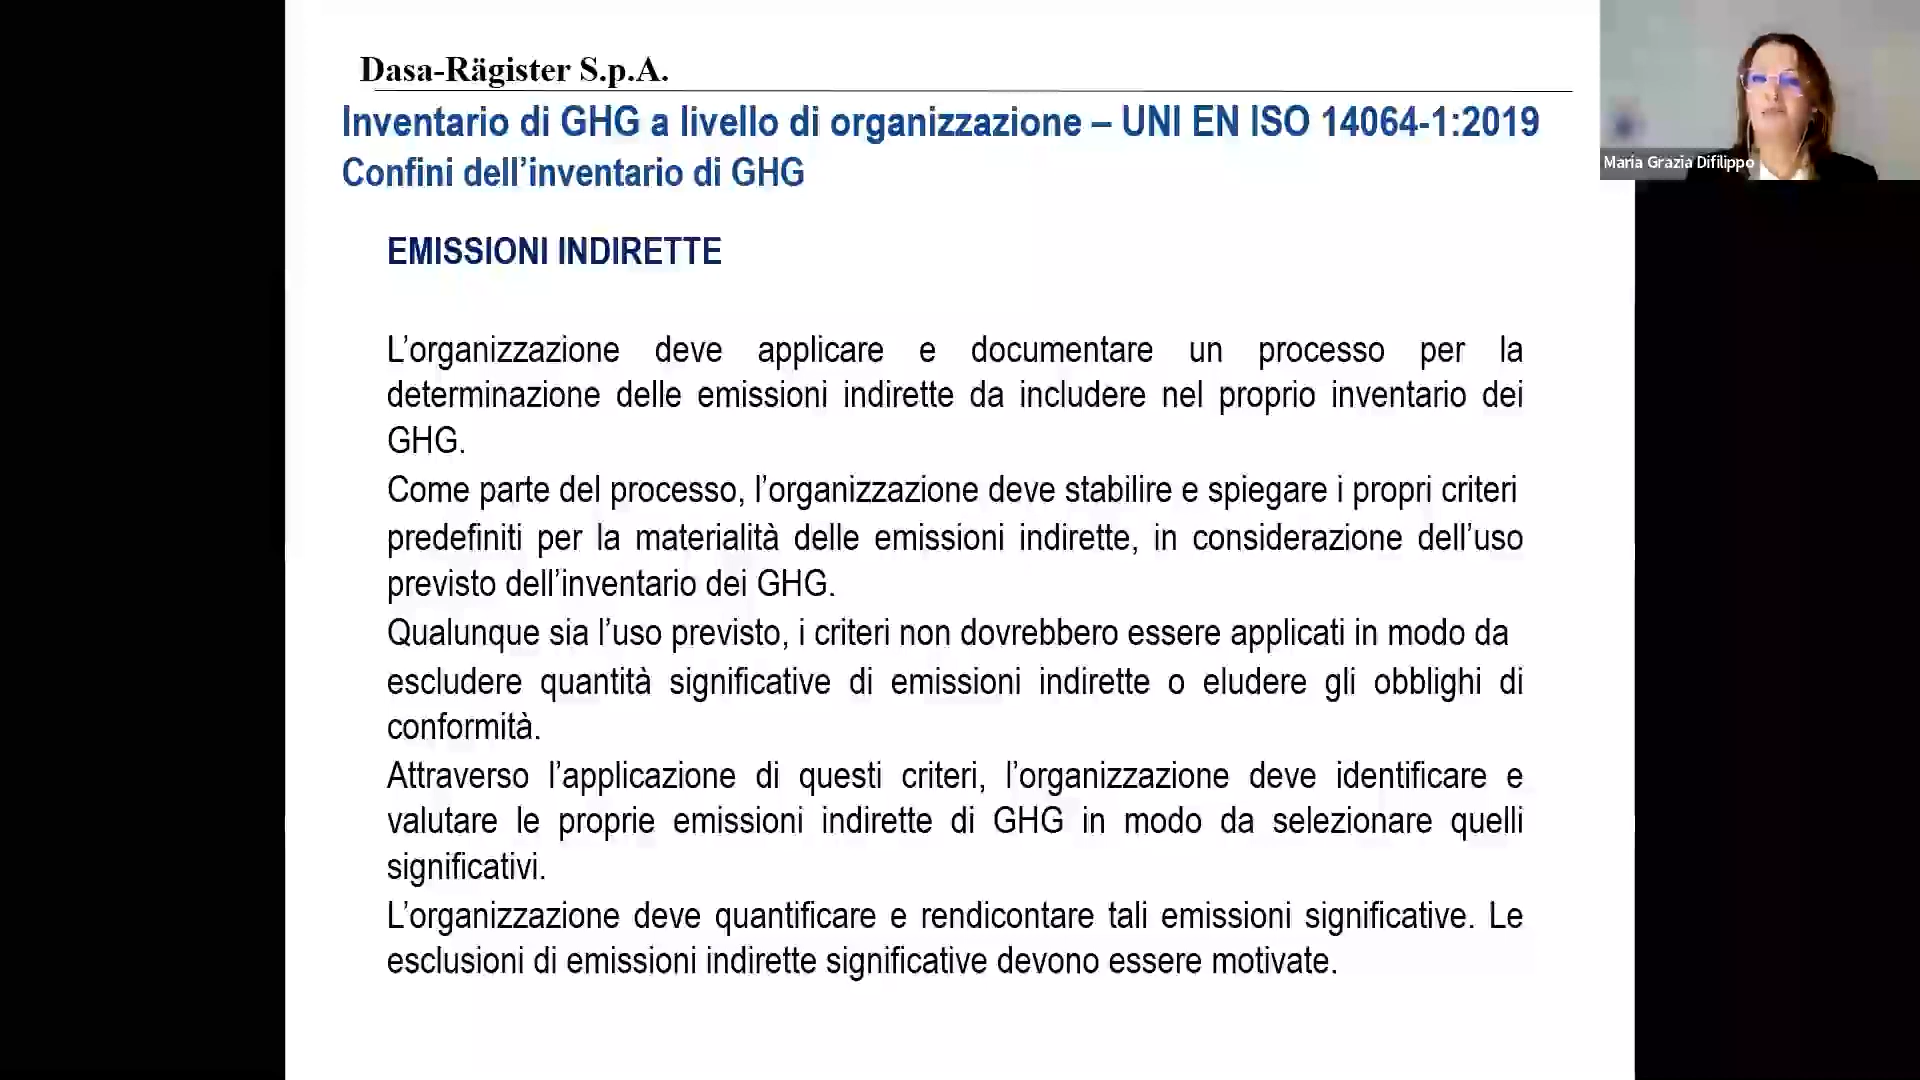 Dasa-Rägister S.p.A.
Inventario di GHG a livello di organizzazione – UNI EN ISO 14064-1:2019
Confini dell’inventario di GHG
Maria Grazia Difilippo
EMISSIONI INDIRETTE
L’organizzazione deve applicare e documentare un processo per la
determinazione delle emissioni indirette da includere nel proprio inventario dei
GHG.
Come parte del processo, l’organizzazione deve stabilire e spiegare i propri criteri
predefiniti per la materialità delle emissioni indirette, in considerazione dell’uso
previsto dell’inventario dei GHG.
Qualunque sia l’uso previsto, i criteri non dovrebbero essere applicati in modo da
escludere quantità significative di emissioni indirette o eludere gli obblighi di
conformità.
Attraverso l’applicazione di questi criteri, l’organizzazione deve identificare e
valutare le proprie emissioni indirette di GHG in modo da selezionare quelli
significativi.
L’organizzazione deve quantificare e rendicontare tali emissioni significative. Le
esclusioni di emissioni indirette significative devono essere motivate.